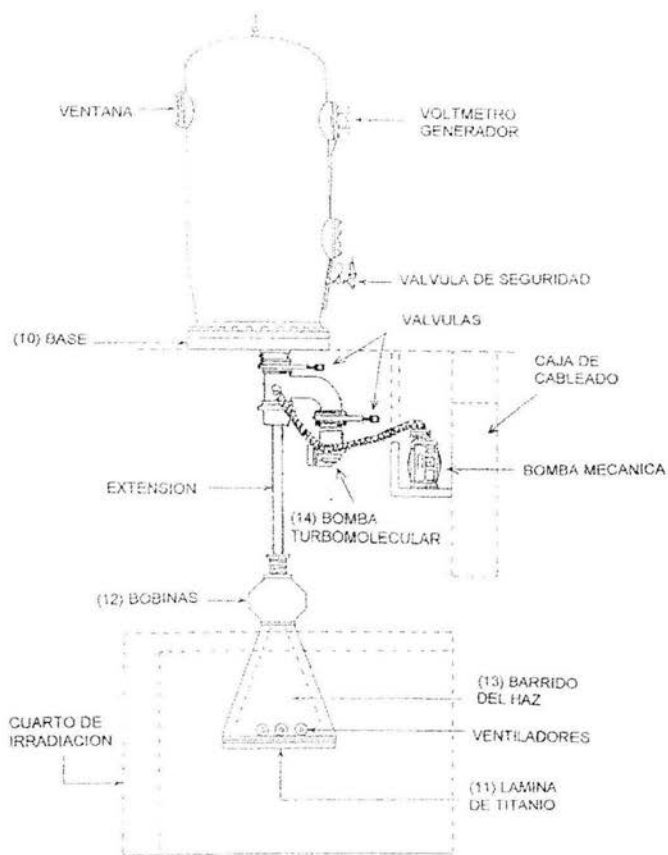 VENTANA
VOLTMETRO
GENERADOR
VALVULA DE SEGURIDAD
(10) BASE
VALVULAS
CAJA DE
CABLEADO
BOMBA MECANICA
EXTENSION
(14) BOMBA
TURBOMOLECULAR
(12) BOBINAS
(13) BARRIDO
DEL HAZ
CUARTO DE
IRRADIACION
VENTILADORES
(11) LAMINA
DE TITANIO